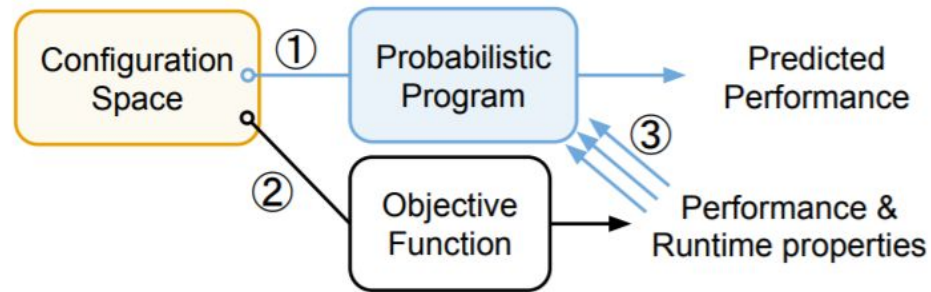 Configuration
Space
①
Probabilistic
Program
Predicted
Performance
③
②
Objective
Function
Performance &
Runtime properties